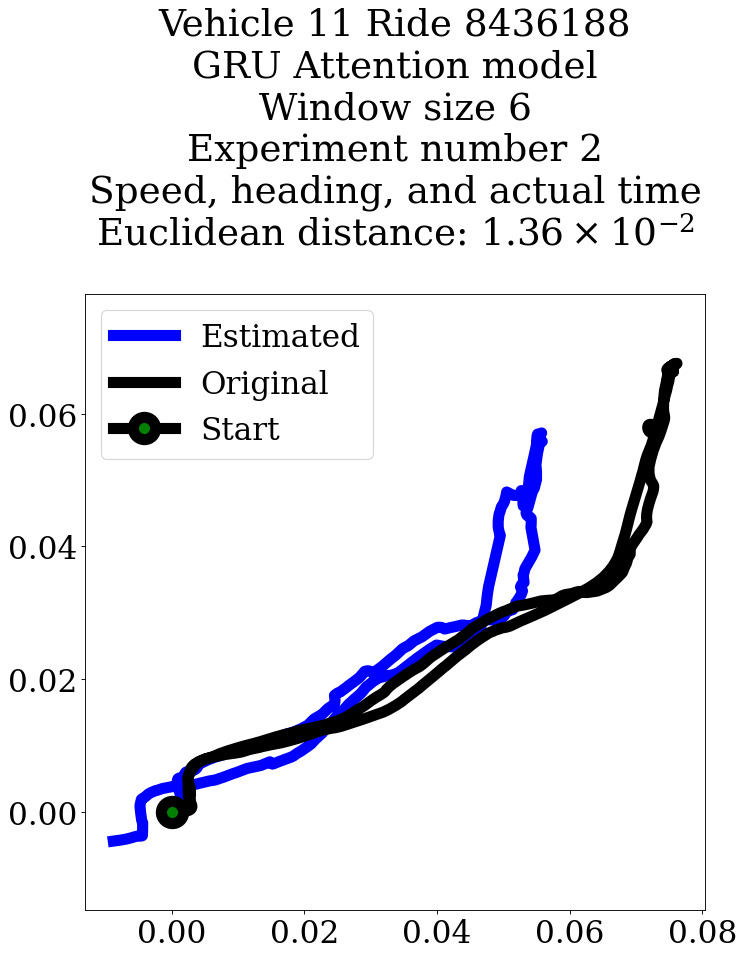 Vehicle 11 Ride 8436188
GRU Attention model
Window size 6
Experiment number 2
Speed, heading, and actual time
Euclidean distance: 1.36 × 10⁻²
Estimated
Original
Start
0.06
0.04
0.02
0.00
0.00 0.02 0.04 0.06 0.08